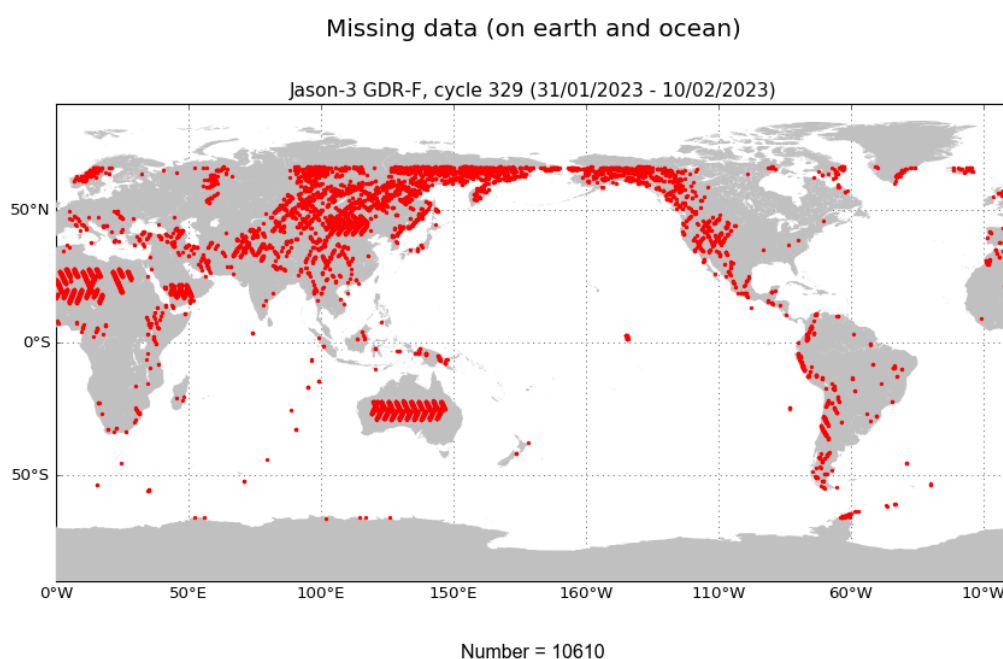 Missing data (on earth and ocean)
Jason-3 GDR-F, cycle 329 (31/01/2023 - 10/02/2023)
50°N
0°S
50°S
0°W 50°E 100°E 150°E 160°W 110°W 60°W 10°W
Number = 10610